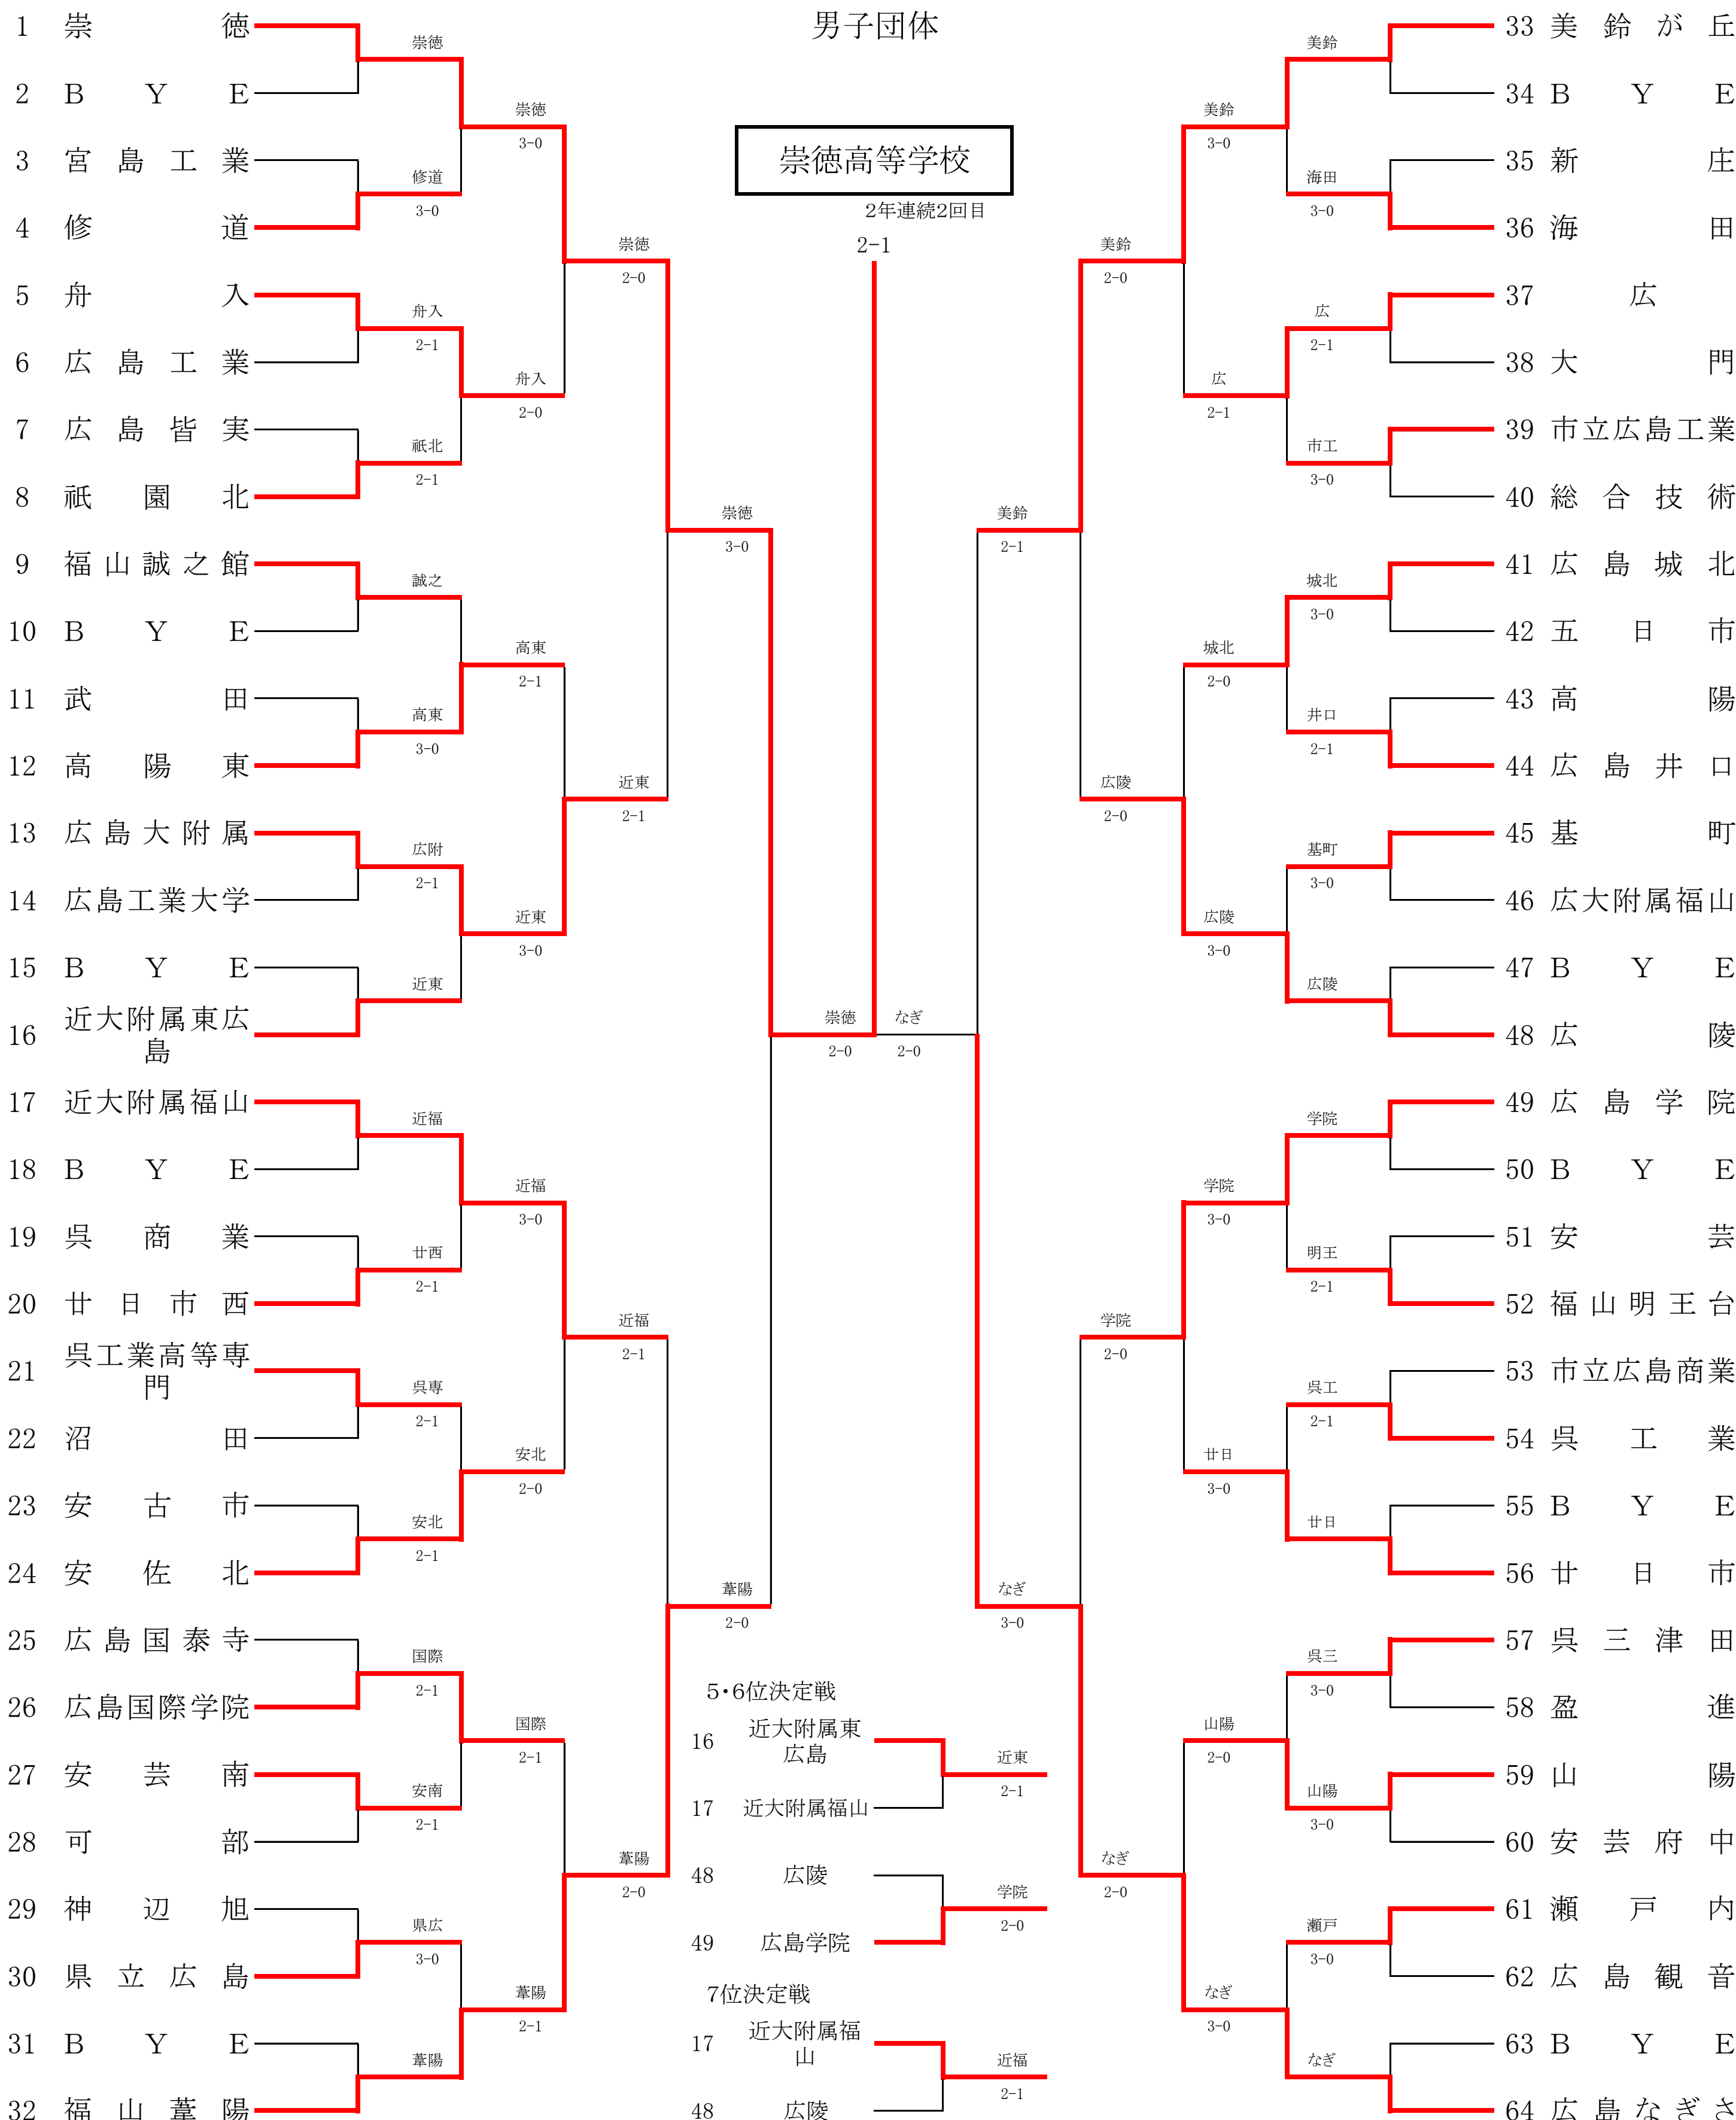 男子団体
崇徳高等学校
2年連続2回目
2-1
1 崇徳
2 BYE
3 宮島工業
4 修道
5 舟入
6 広島工業
7 広島皆実
8 祇園北
9 福山誠之館
10 BYE
11 武田
12 高陽東
13 広島大附属
14 広島工業大学
15 BYE
16 近大附属東広
島
17 近大附属福山
18 BYE
19 呉商業
20 廿日市西
21 呉工業高等専
門
22 沼田
23 安古市
24 安佐北
25 広島国泰寺
26 広島国際学院
27 安芸南
28 可部
29 神辺旭
30 県立広島
31 BYE
32 福山葦陽
崇徳
修道
3-0
舟入
2-1
祇北
2-1
誠之
高東
3-0
広附
2-1
近東
近福
廿西
2-1
呉専
2-1
安北
2-1
国際
2-1
安南
2-1
県広
3-0
葦陽
崇徳
3-0
舟入
2-0
高東
2-1
近東
3-0
近福
3-0
安北
2-0
国際
2-1
葦陽
2-1
崇徳
2-0
近東
2-1
近福
2-1
葦陽
2-0
崇徳
3-0
葦陽
2-0
崇徳
2-0
なぎ
2-0
美鈴
2-1
なぎ
3-0
美鈴
2-0
広陵
2-0
学院
2-0
なぎ
2-0
美鈴
3-0
広
2-1
城北
2-0
広陵
3-0
学院
3-0
廿日
3-0
山陽
2-0
なぎ
3-0
美鈴
海田
3-0
広
2-1
市工
3-0
城北
3-0
井口
2-1
基町
3-0
広陵
学院
明王
2-1
呉工
2-1
廿日
呉三
3-0
山陽
3-0
瀬戸
3-0
なぎ
33 美鈴が丘
34 BYE
35 新庄
36 海田
37 広
38 大門
39 市立広島工業
40 総合技術
41 広島城北
42 五日市
43 高陽
44 広島井口
45 基町
46 広大附属福山
47 BYE
48 広陵
49 広島学院
50 BYE
51 安芸
52 福山明王台
53 市立広島商業
54 呉工業
55 BYE
56 廿日市
57 呉三津田
58 盈進
59 山陽
60 安芸府中
61 瀬戸内
62 広島観音
63 BYE
64 広島なぎさ
5・6位決定戦
16 近大附属東
広島
17 近大附属福山
近東
2-1
48 広陵
49 広島学院
学院
2-0
7位決定戦
17 近大附属福
山
48 広陵
近福
2-1